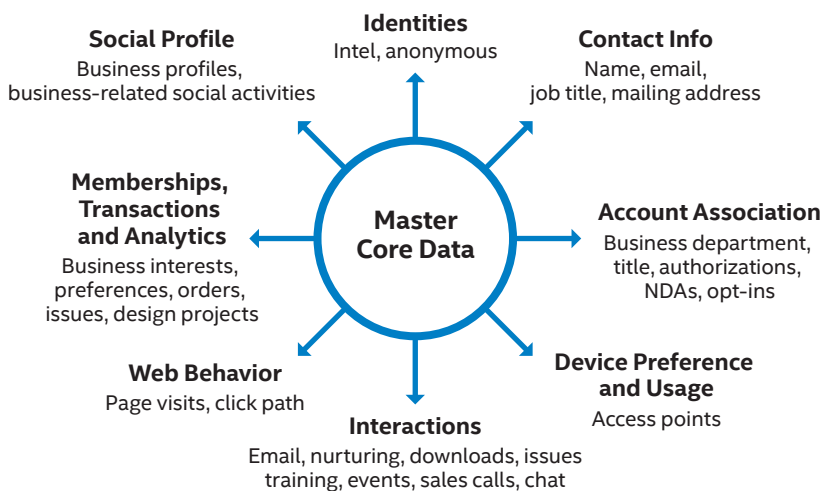 Identities
Intel, anonymous
Social Profile
Business profiles,
business-related social activities
Contact Info
Name, email,
job title, mailing address
Memberships,
Transactions
and Analytics
Business interests,
preferences, orders,
issues, design projects
Master
Core Data
Account Association
Business department,
title, authorizations,
NDAs, opt-ins
Web Behavior
Page visits, click path
Device Preference
and Usage
Access points
Interactions
Email, nurturing, downloads, issues
training, events, sales calls, chat